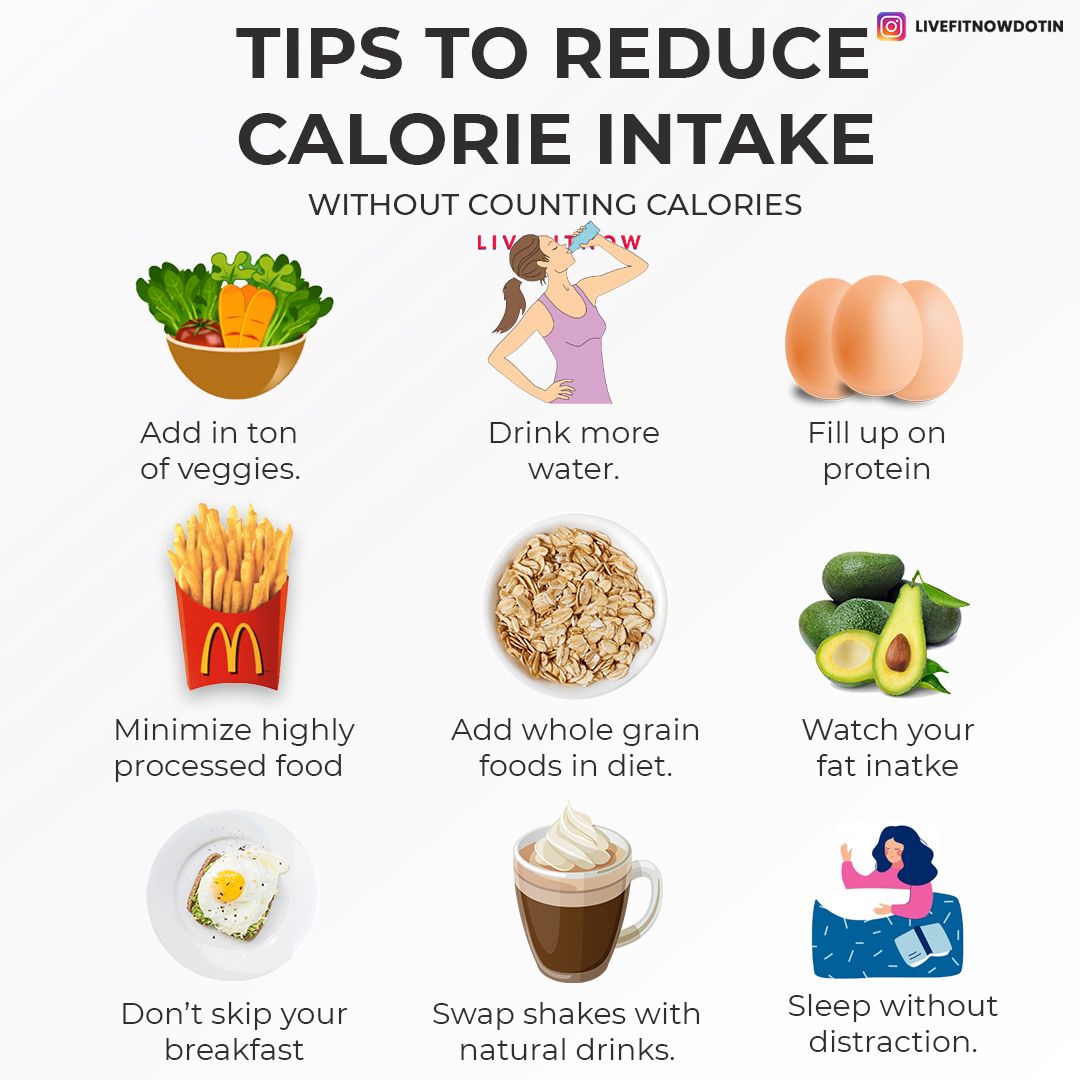 LIVEFITNOWDOTIN
TIPS TO REDUCE
CALORIE INTAKE
WITHOUT COUNTING CALORIES
Add in ton
of veggies.
Drink more
water.
Fill up on
protein
Minimize highly
processed food
Add whole grain
foods in diet.
Watch your
fat inatke
Don't skip your
breakfast
Swap shakes with
natural drinks.
Sleep without
distraction.